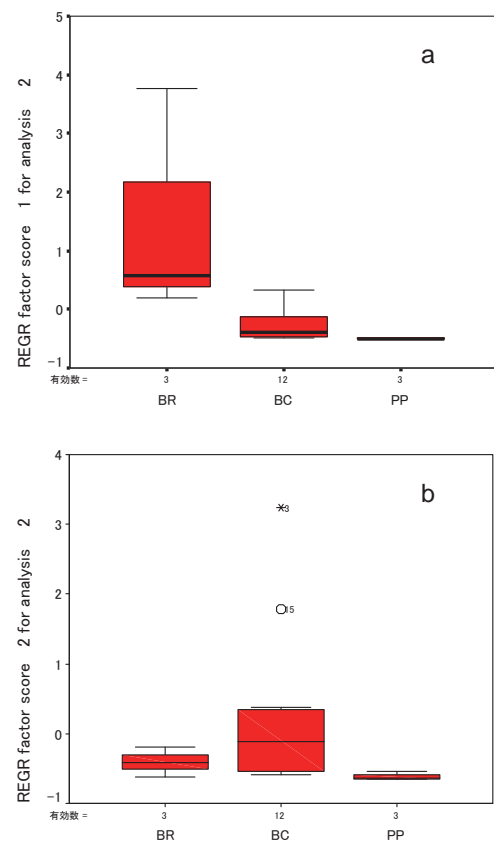 a
REGR factor score 1 for analysis 2
5
4
3
2
1
0
−1
有効数 = 3 12 3
BR BC PP
b
REGR factor score 2 for analysis 2
4
3
2
1
0
−1
3
15
有効数 = 3 12 3
BR BC PP